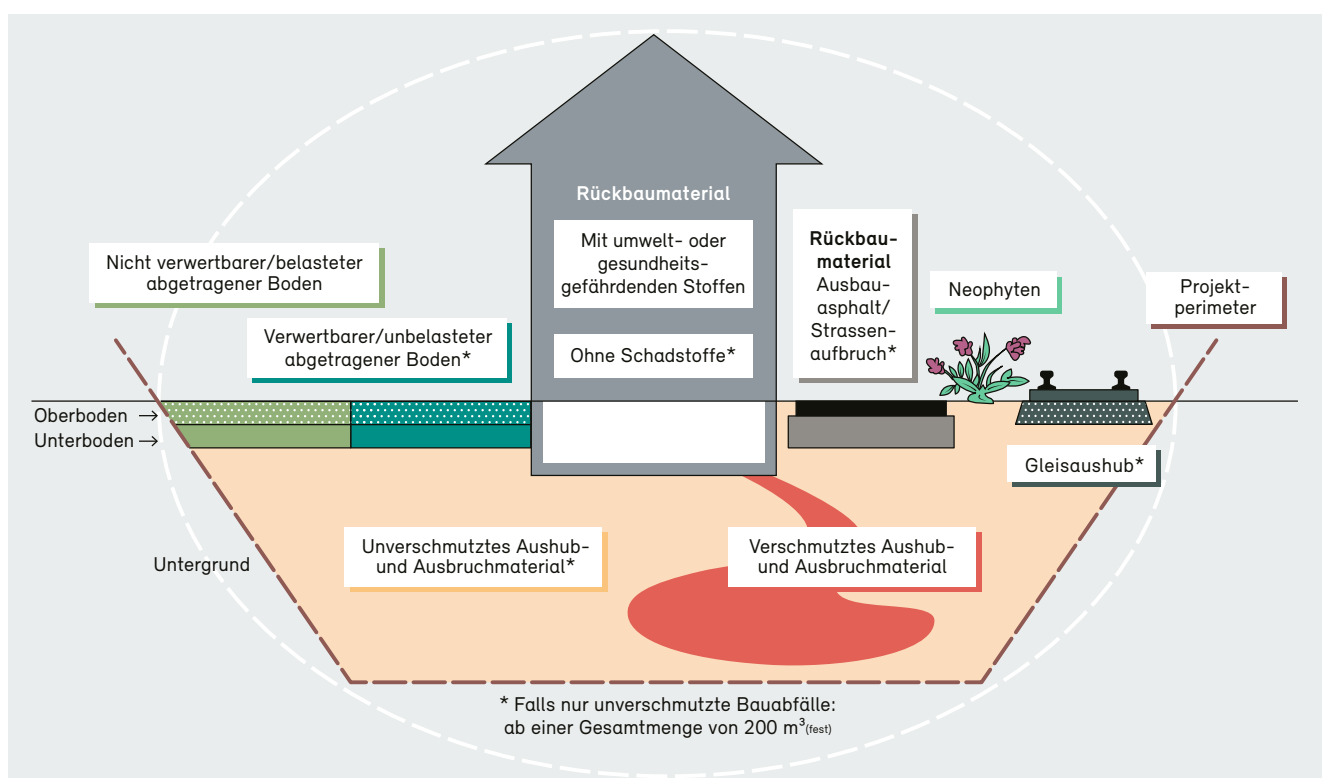 Rückbaumaterial
Mit umwelt- oder
gesundheits-
gefährdenden Stoffen
Ohne Schadstoffe*
Rückbau-
material
Ausbau-
asphalt/
Strassen-
aufbruch*
Nicht verwertbarer/belasteter
abgetragener Boden
Verwertbarer/unbelasteter
abgetragener Boden*
Neophyten
Projekt-
perimeter
Oberboden →
Unterboden →
Gleisaushub*
Untergrund
Unverschmutztes Aushub-
und Ausbruchmaterial*
Verschmutztes Aushub-
und Ausbruchmaterial
* Falls nur unverschmutzte Bauabfälle:
ab einer Gesamtmenge von 200 m³(fest)